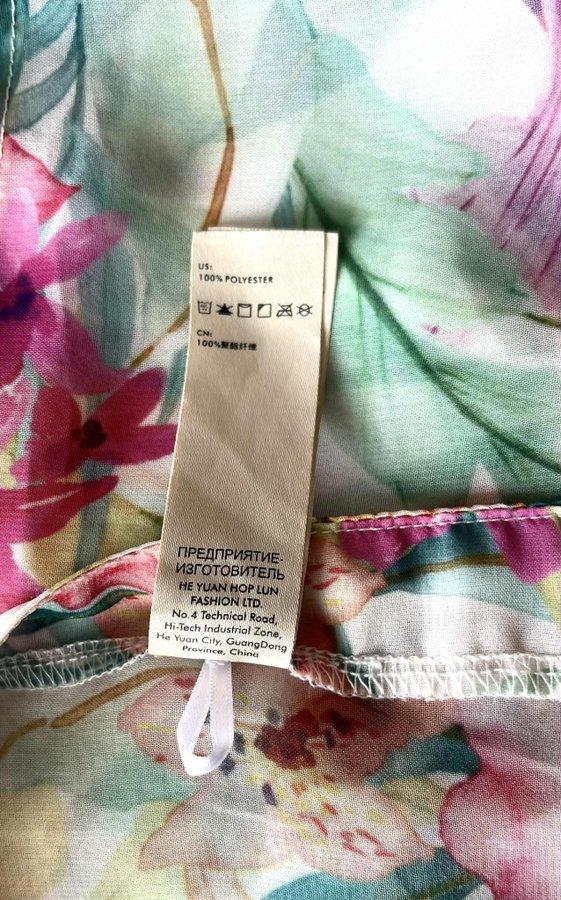 US:
100% POLYESTER
CN:
100%聚酯纤维
ПРЕДПРИЯТИЕ-
ИЗГОТОВИТЕЛЬ
HE YUAN HOP LUN
FASHION LTD.
No.4 Technical Road,
Hi-Tech Industrial Zone,
He Yuan City, GuangDong
Province, China